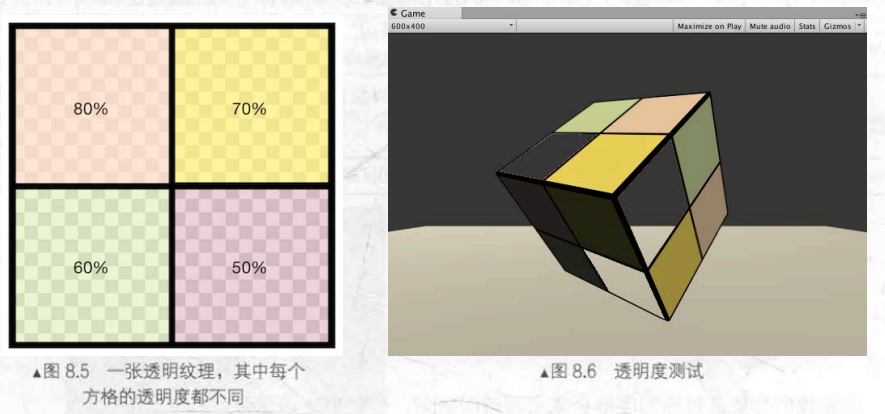 80%
70%
60%
50%
▲图 8.5 一张透明纹理，其中每个
方格的透明度都不同
Game
600x400
Maximize on Play Mute audio Stats Gizmos
▲图 8.6 透明度测试